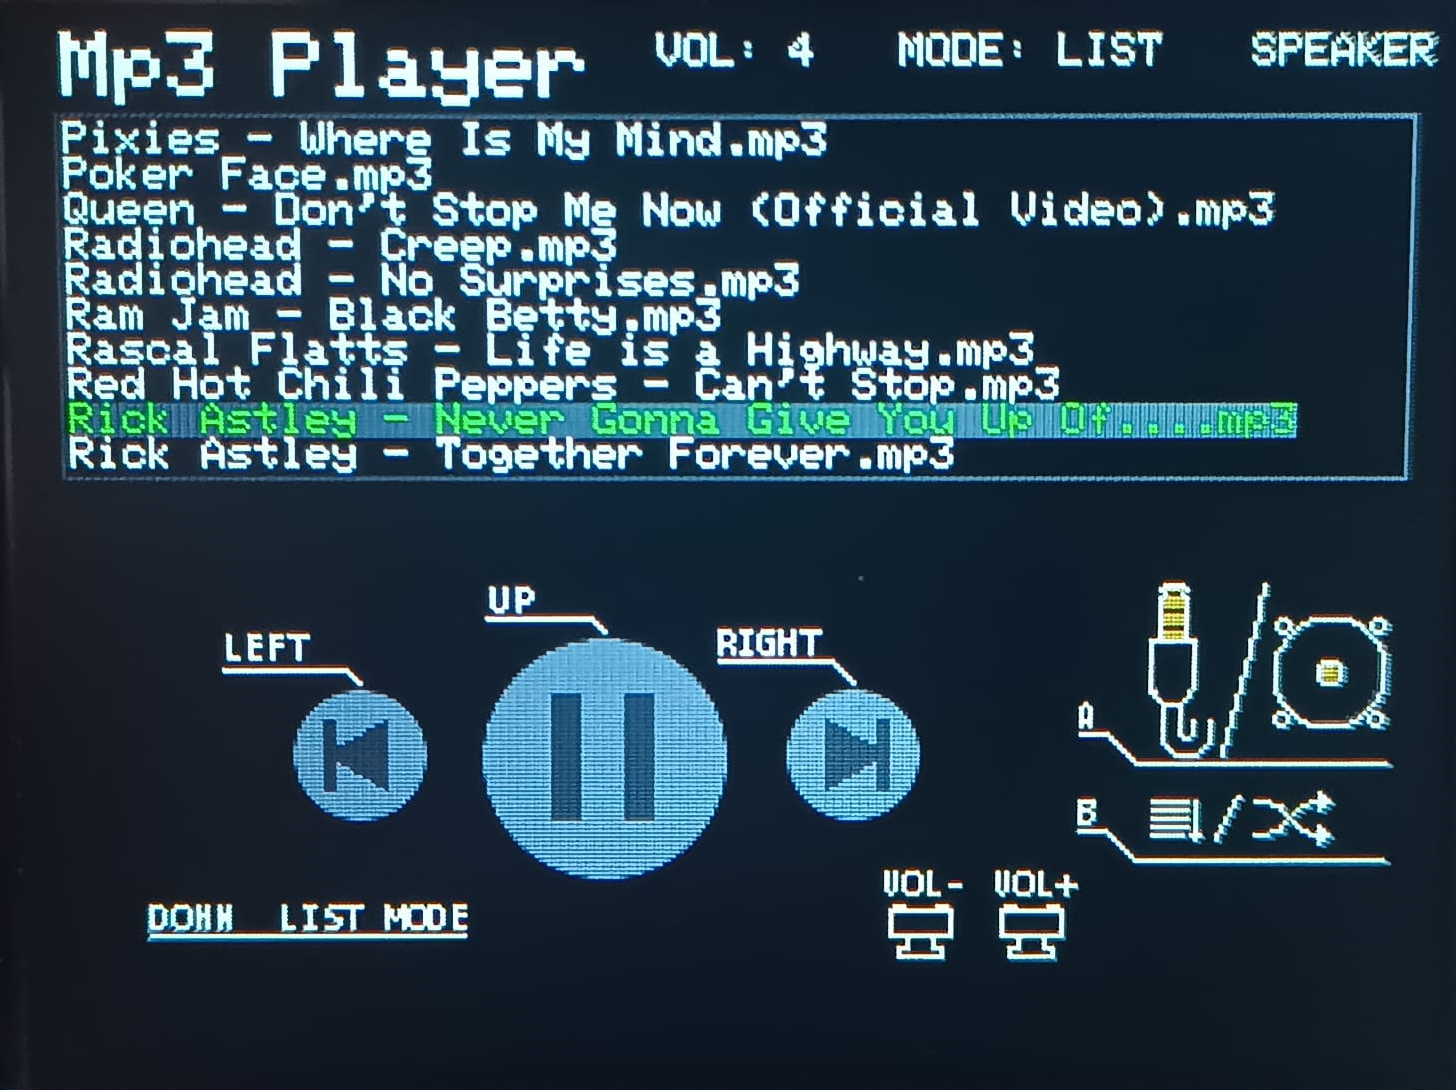 Mp3 Player VOL: 4 MODE: LIST SPEAKER
Pixies - Where Is My Mind.mp3
Poker Face.mp3
Queen - Don't Stop Me Now (Official Video).mp3
Radiohead - Creep.mp3
Radiohead - No Surprises.mp3
Ram Jam - Black Betty.mp3
Rascal Flatts - Life is a Highway.mp3
Red Hot Chili Peppers - Can't Stop.mp3
Rick Astley - Never Gonna Give You Up Of....mp3
Rick Astley - Together Forever.mp3
UP
LEFT
RIGHT
A
B
VOL- VOL+
DOWN LIST MODE